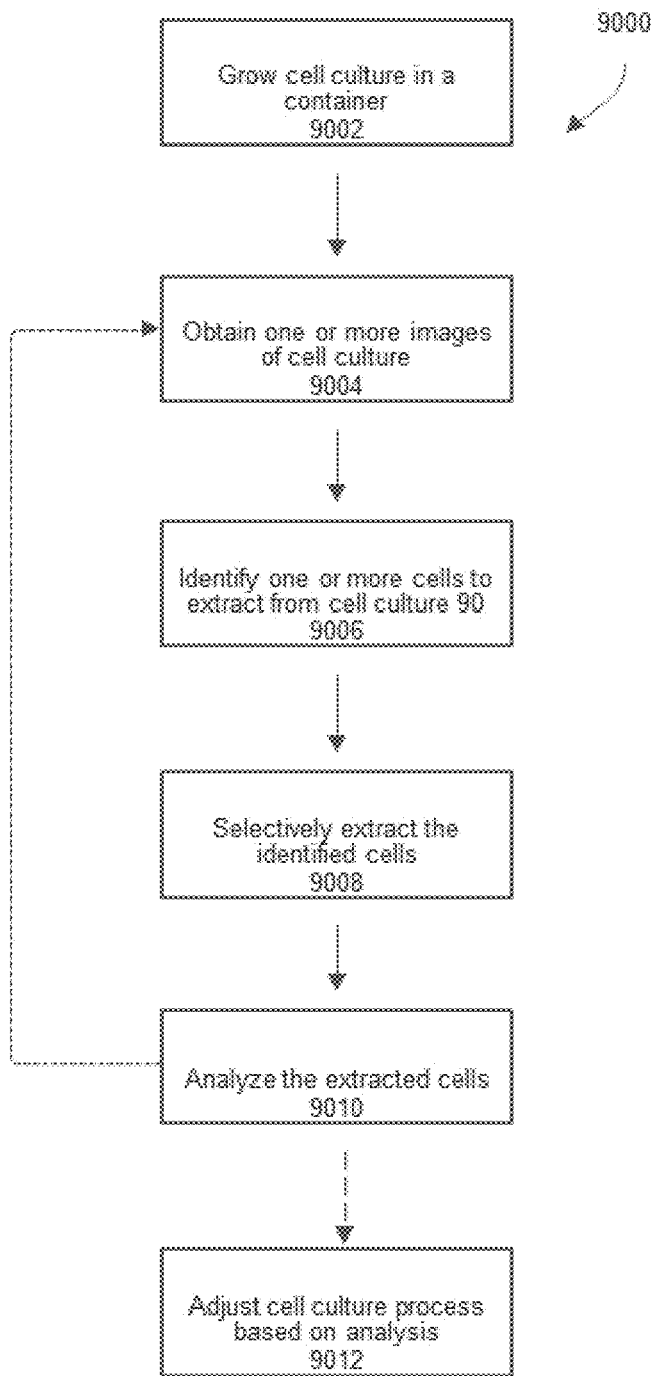 9000
Grow cell culture in a
container
9002
Obtain one or more images
of cell culture
9004
Identify one or more cells to
extract from cell culture 90
9006
Selectively extract the
identified cells
9008
Analyze the extracted cells
9010
Adjust cell culture process
based on analysis
9012